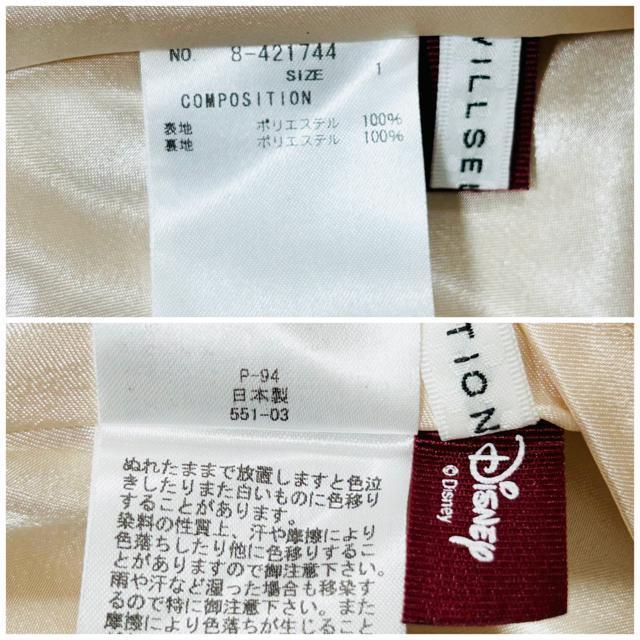 NO. 8-421744
SIZE 1
COMPOSITION
表地 ポリエステル 100%
裏地 ポリエステル 100%
P-94
日本製
551-03
ぬれたままで放置しますと色泣
きしたりまた白いものに色移り
することがあります。
染料の性質上、汗や摩擦により
色落ちしたり他に色移りするこ
とがありますので御注意下さい。
雨や汗など湿った場合も移染す
るので特に御注意下さい。また
摩擦により色落ちが生じること
TION
Disney
©Disney